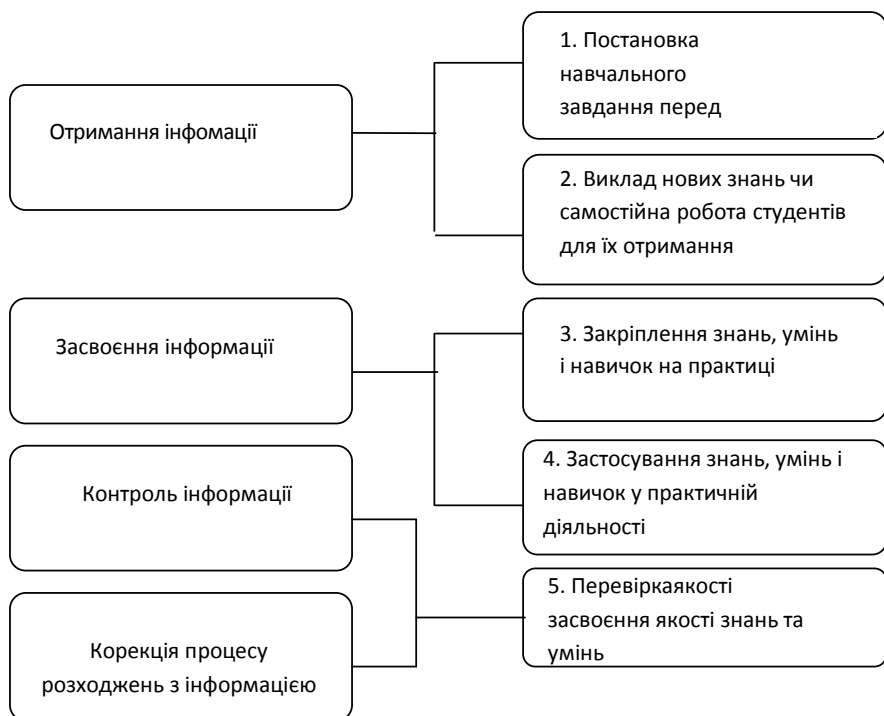 Отримання інфомації
1. Постановка
навчального
завдання перед
2. Виклад нових знань чи
самостійна робота студентів
для їх отримання
Засвоєння інформації
3. Закріплення знань, умінь
і навичок на практиці
4. Застосування знань, умінь і
навичок у практичній
діяльності
Контроль інформації
Корекція процесу
розходжень з інформацією
5. Перевіркаякості
засвоєння якості знань та
умінь